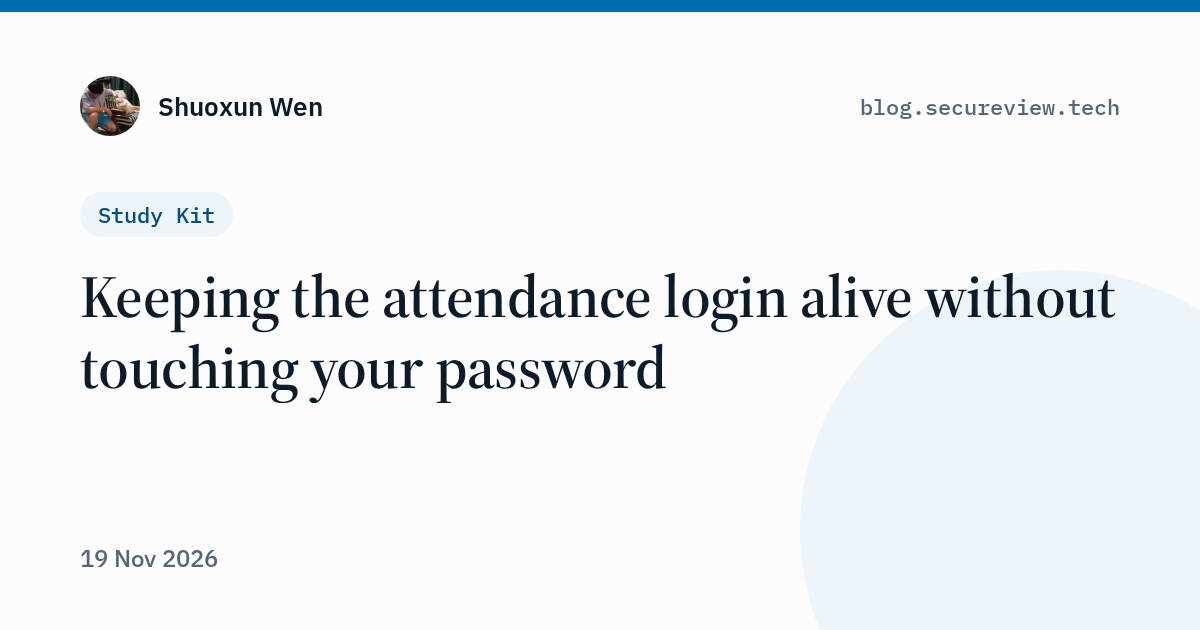 Shuoxun Wen
blog.secureview.tech
Study Kit
Keeping the attendance login alive without
touching your password
19 Nov 2026